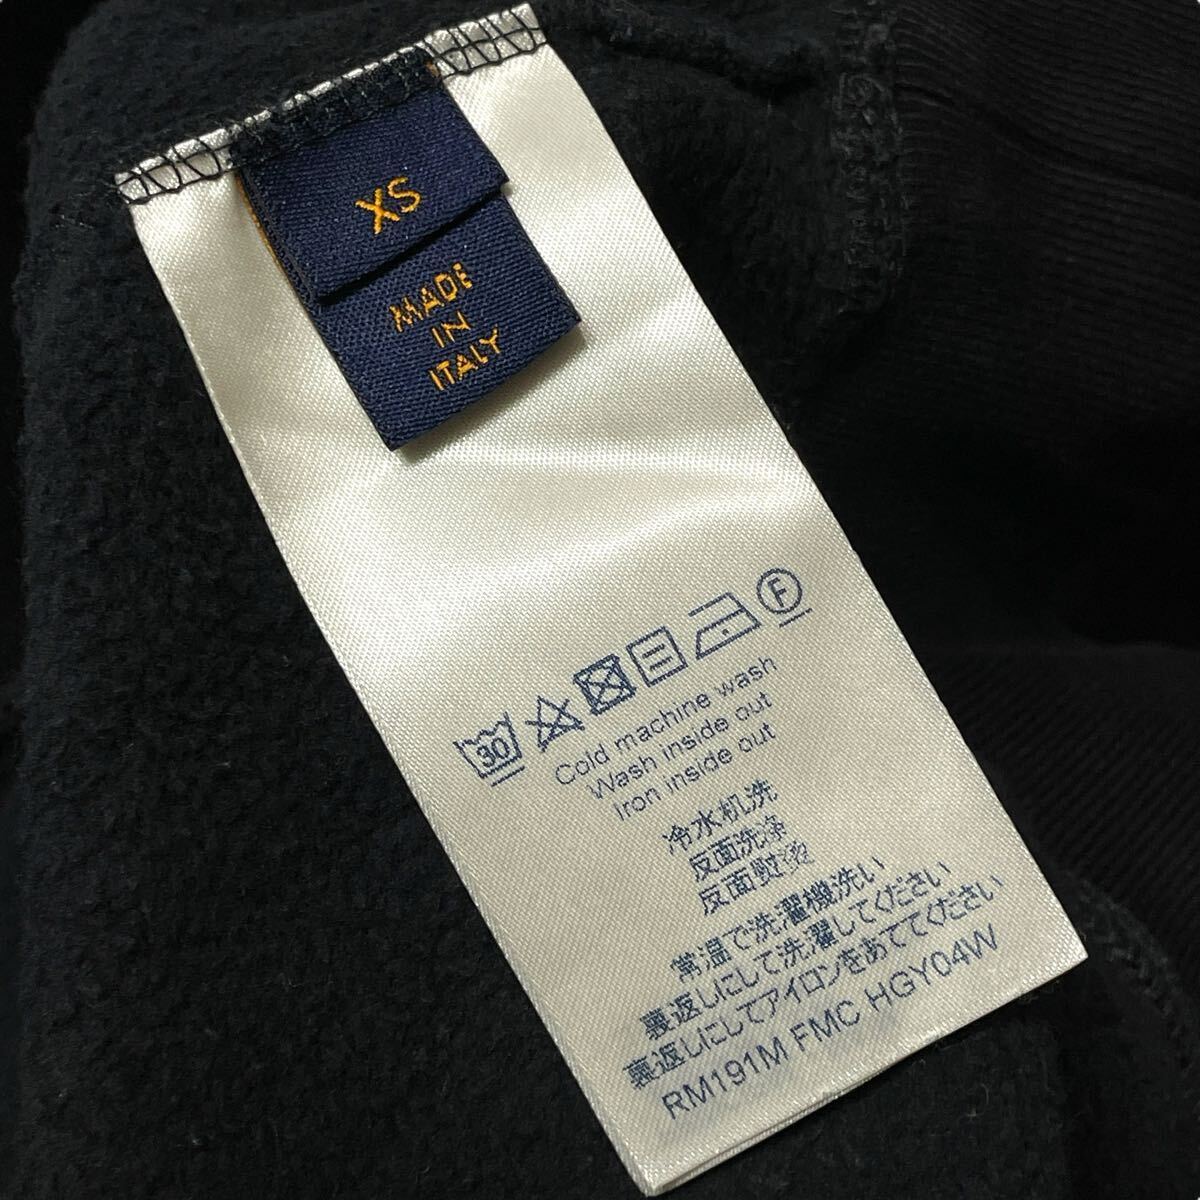 XS
MADE
IN
ITALY
30
F
Cold machine wash
Wash inside out
Iron inside out
冷水机洗
反面洗涤
反面熨烫
常温で洗濯機洗い
裏返しにして洗濯してください
裏返しにしてアイロンをあててください
RM191M FMC HGY04W